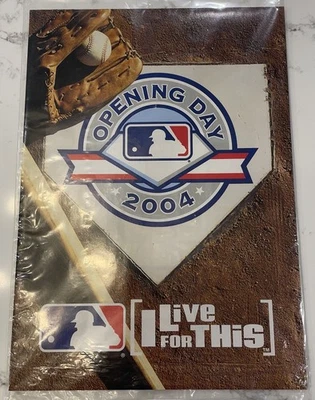 OPENING DAY
2004
I LiVe
FOR THiS